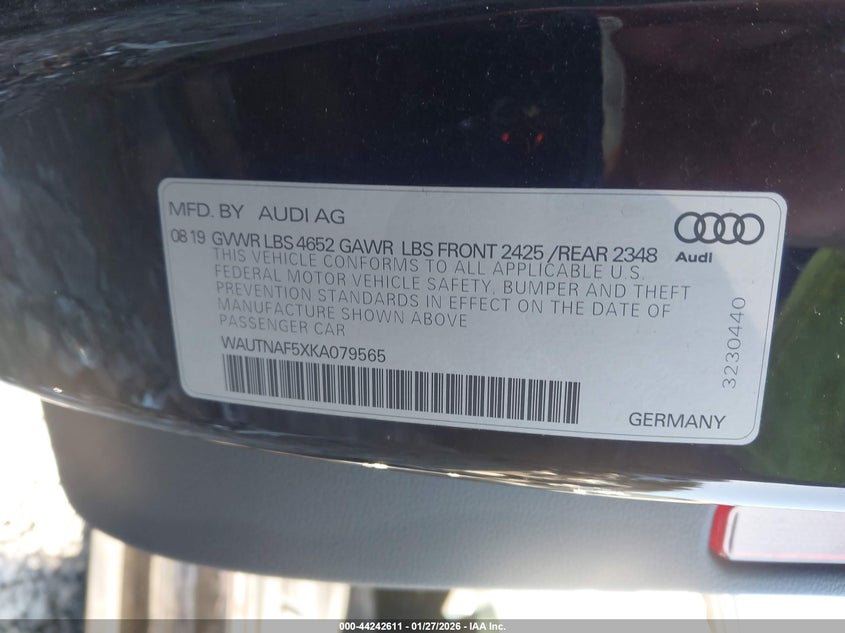 MFD. BY AUDI AG
Audi
08 19 GVWR LBS 4652 GAWR LBS FRONT 2425 /REAR 2348
THIS VEHICLE CONFORMS TO ALL APPLICABLE U.S.
FEDERAL MOTOR VEHICLE SAFETY, BUMPER AND THEFT
PREVENTION STANDARDS IN EFFECT ON THE DATE OF
MANUFACTURE SHOWN ABOVE
PASSENGER CAR
WAUTNAF5XKA079565
3230440
GERMANY
000-44242611 - 01/27/2026 - IAA Inc.